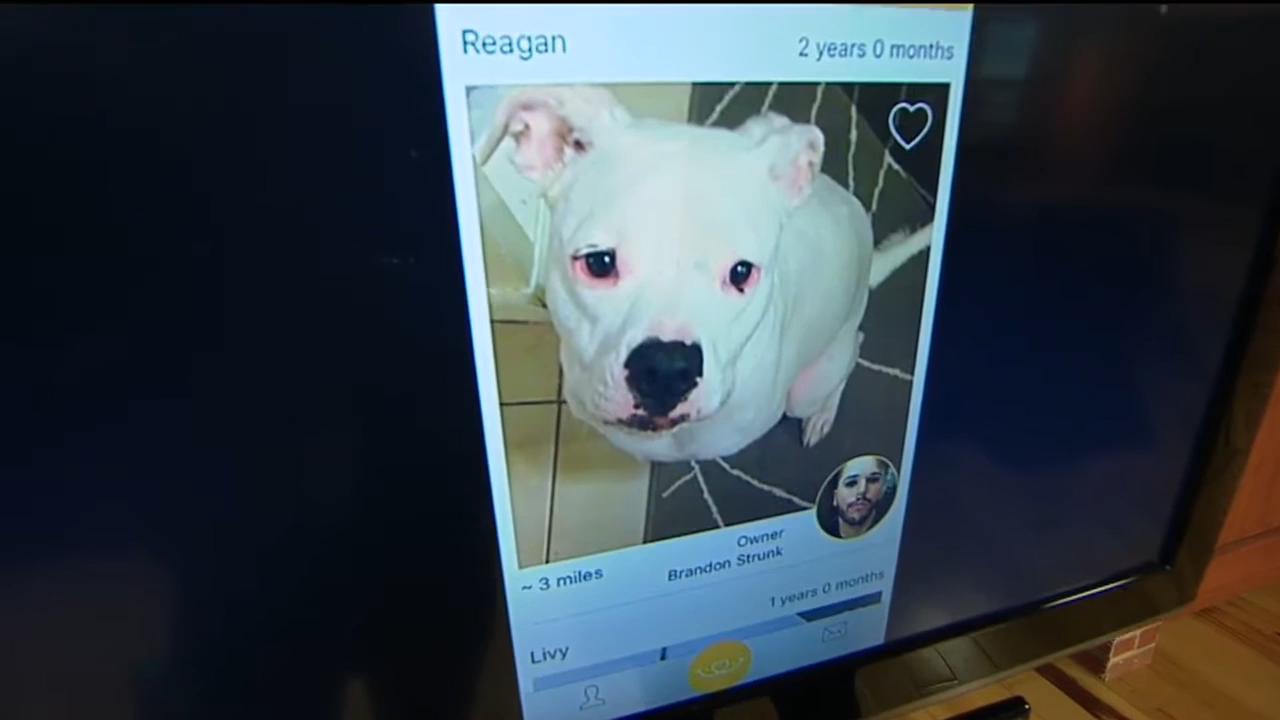 Reagan
2 years 0 months
Owner
Brandon Strunk
~ 3 miles
1 years 0 months
Livy